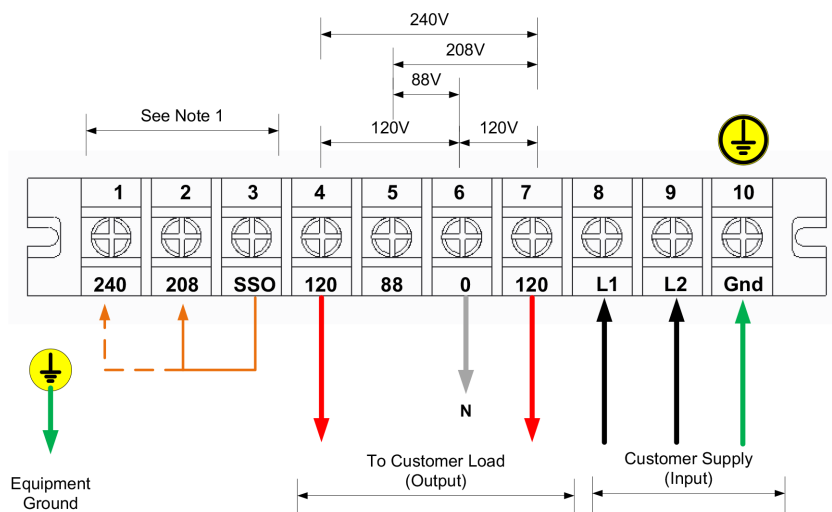 240V
208V
88V
See Note 1
120V 120V
1 2 3 4 5 6 7 8 9 10
240 208 SSO 120 88 0 120 L1 L2 Gnd
N
To Customer Load
(Output)
Customer Supply
(Input)
Equipment
Ground